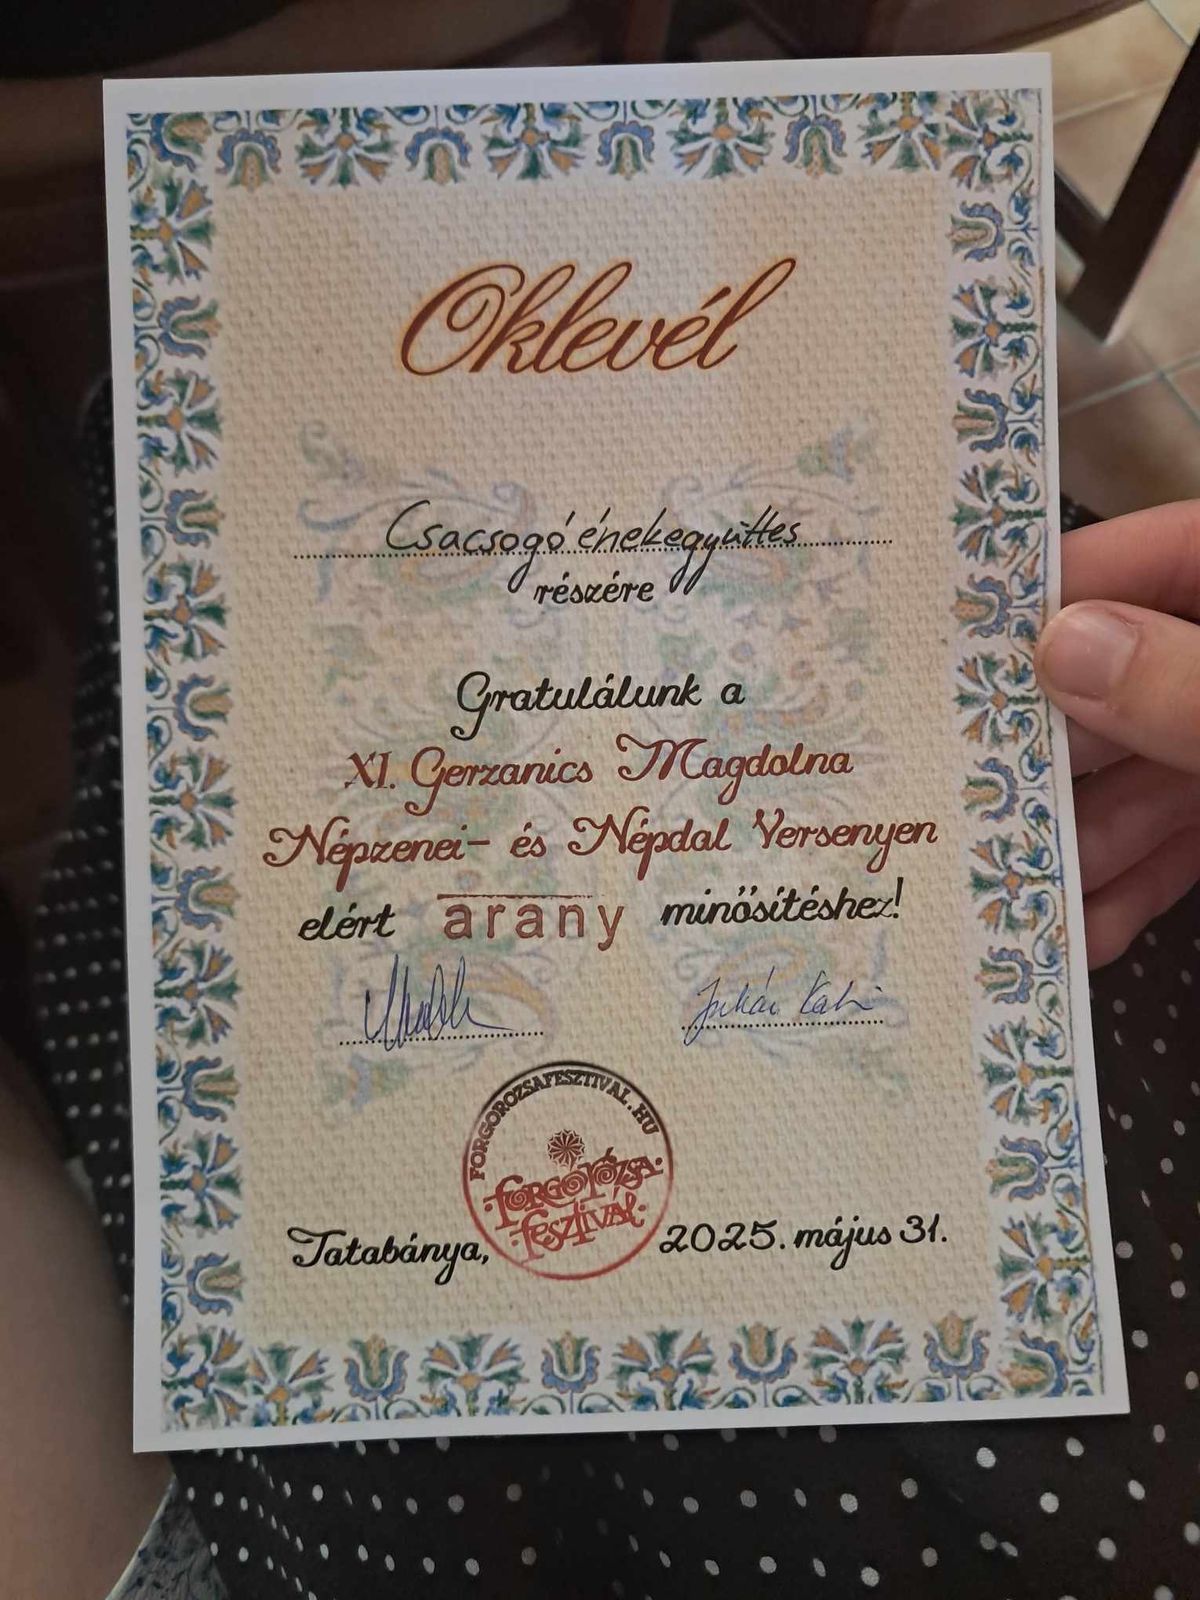 Oklevél
Csacsogó énekegyüttes
részére
Gratulálunk a
XI. Gerzanics Magdolna
Népzenei- és Népdal Versenyen
elért arany minősítéshez!
FORGOROZSAFESZTIVAL.HU
FORGÓRÓZSA
FESZTIVÁL
Tatabánya, 2025. május 31.